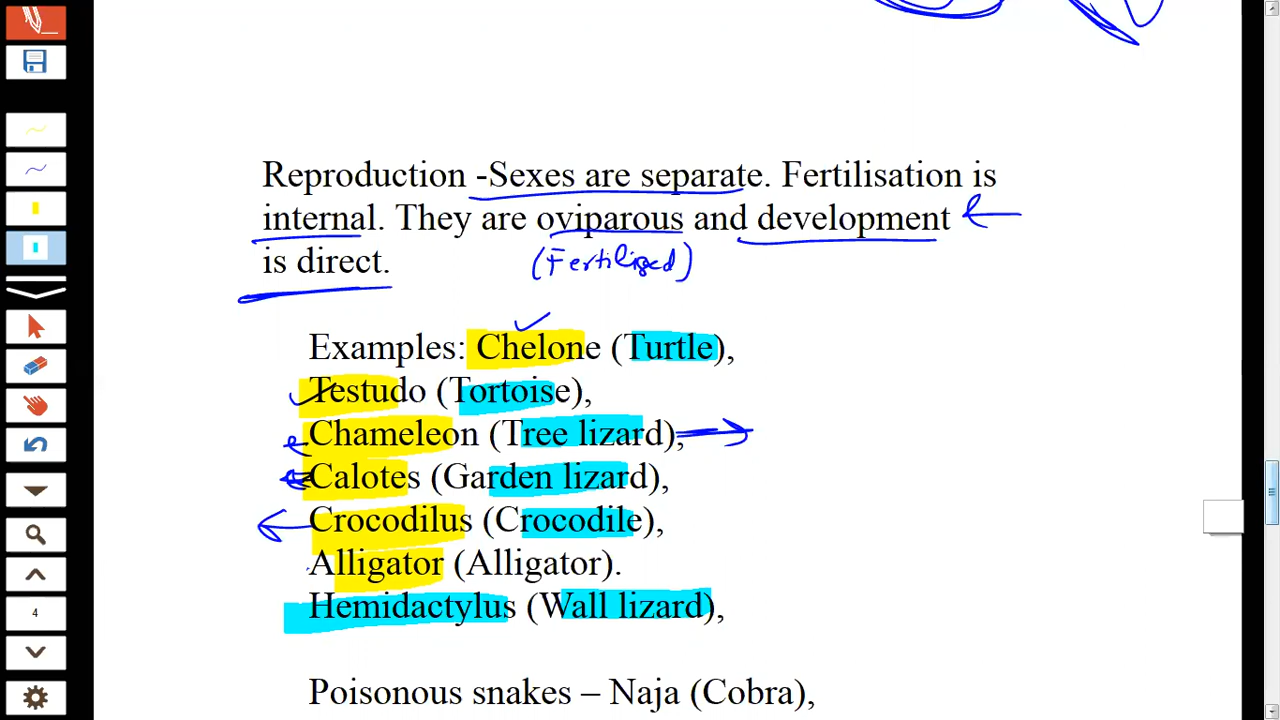 Reproduction -Sexes are separate. Fertilisation is
internal. They are oviparous and development
is direct.
(Fertilized)
Examples: Chelone (Turtle),
Testudo (Tortoise),
Chameleon (Tree lizard),
Calotes (Garden lizard),
Crocodilus (Crocodile),
Alligator (Alligator).
Hemidactylus (Wall lizard),
Poisonous snakes – Naja (Cobra),
4